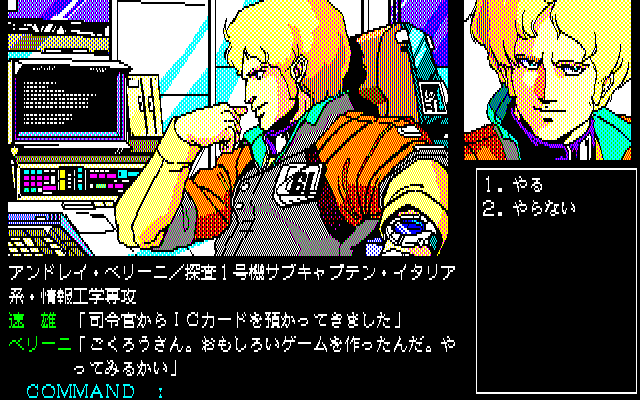 アンドレイ・ベリーニ／探査１号機サブキャプテン・イタリア
系・情報工学専攻
速　雄　「司令官からＩＣカードを預かってきました」
ベリーニ「ごくろうさん。おもしろいゲームを作ったんだ。や
ってみるかい」
COMMAND :
1. やる
2. やらない